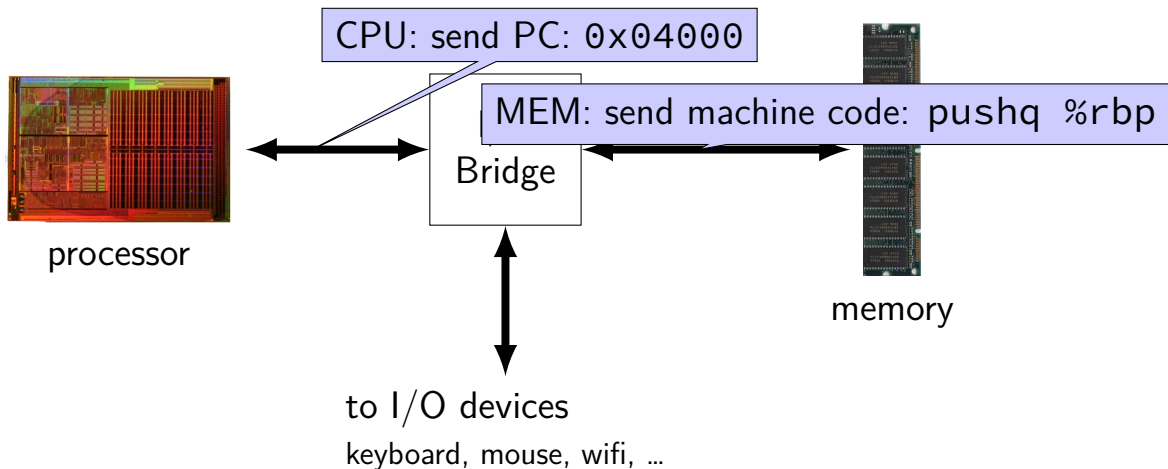 CPU: send PC: 0x04000
MEM: send machine code: pushq %rbp
Bridge
processor
memory
to I/O devices
keyboard, mouse, wifi, …